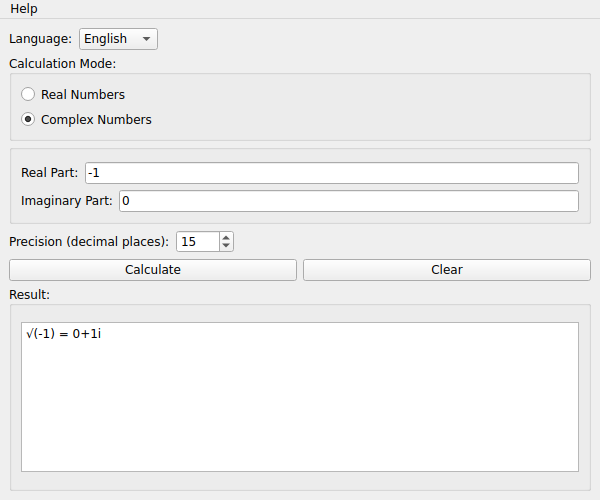 Help
Language: English
Calculation Mode:
Real Numbers
Complex Numbers
Real Part: -1
Imaginary Part: 0
Precision (decimal places): 15
Calculate Clear
Result:
√(-1) = 0+1i